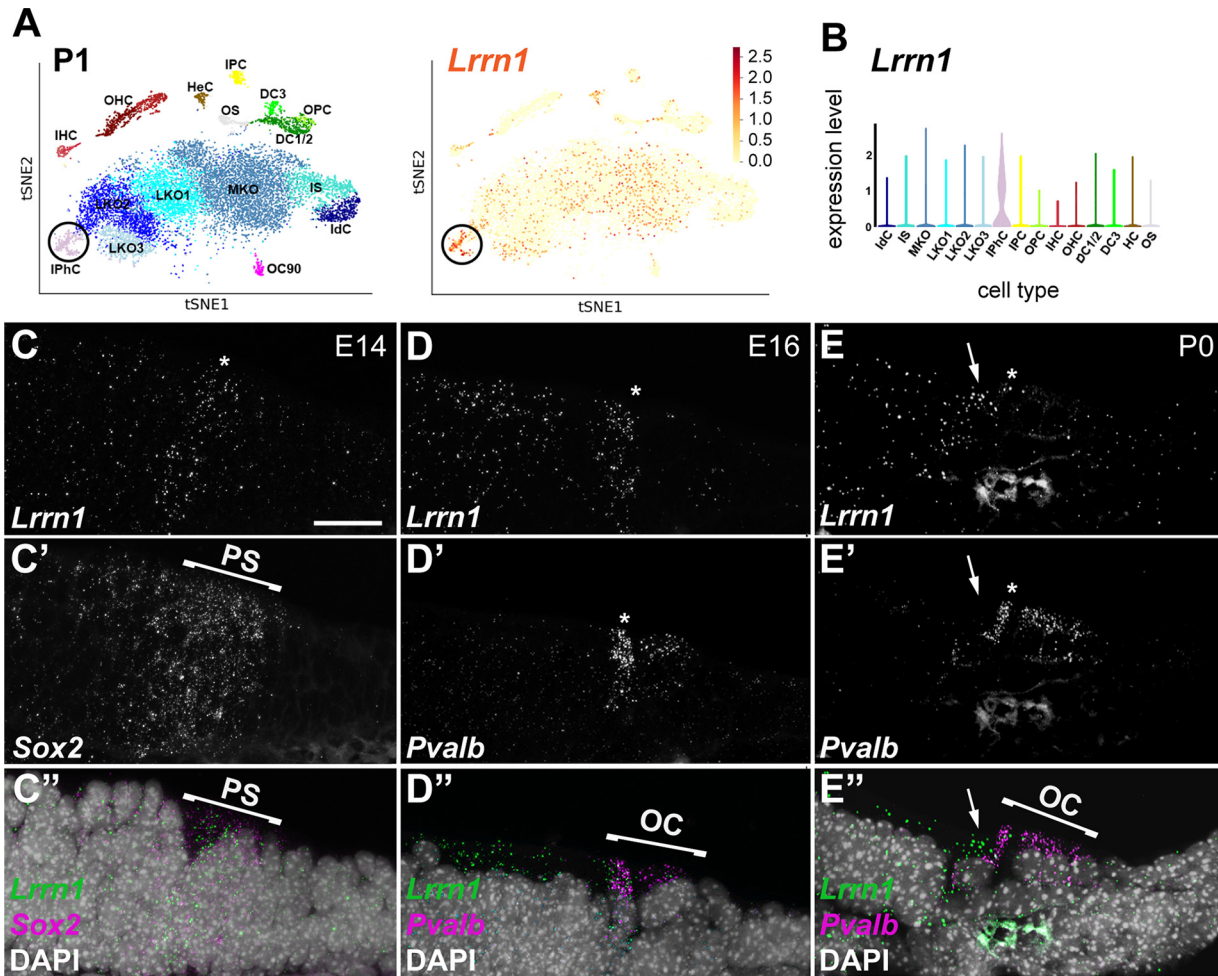 A
P1
IPC
HeC
DC3
OHC
OS
OPC
DC1/2
IHC
LKO1
MKO
IS
LKO2
LKO3
IdC
IPhC
OC90
tSNE2
tSNE1
Lrrn1
2.5
2.0
1.5
1.0
0.5
0.0
tSNE2
tSNE1
B
Lrrn1
expression level
2
1
0
IdC
IS
MKO
LKO1
LKO2
LKO3
IPhC
IPC
OPC
IHC
OHC
DC1/2
DC3
HC
OS
cell type
C
E14
*
Lrrn1
D
E16
*
Lrrn1
E
P0
*
Lrrn1
C'
PS
Sox2
D'
*
Pvalb
E'
*
Pvalb
C"
PS
Lrrn1
Sox2
DAPI
D"
OC
Lrrn1
Pvalb
DAPI
E"
OC
Lrrn1
Pvalb
DAPI